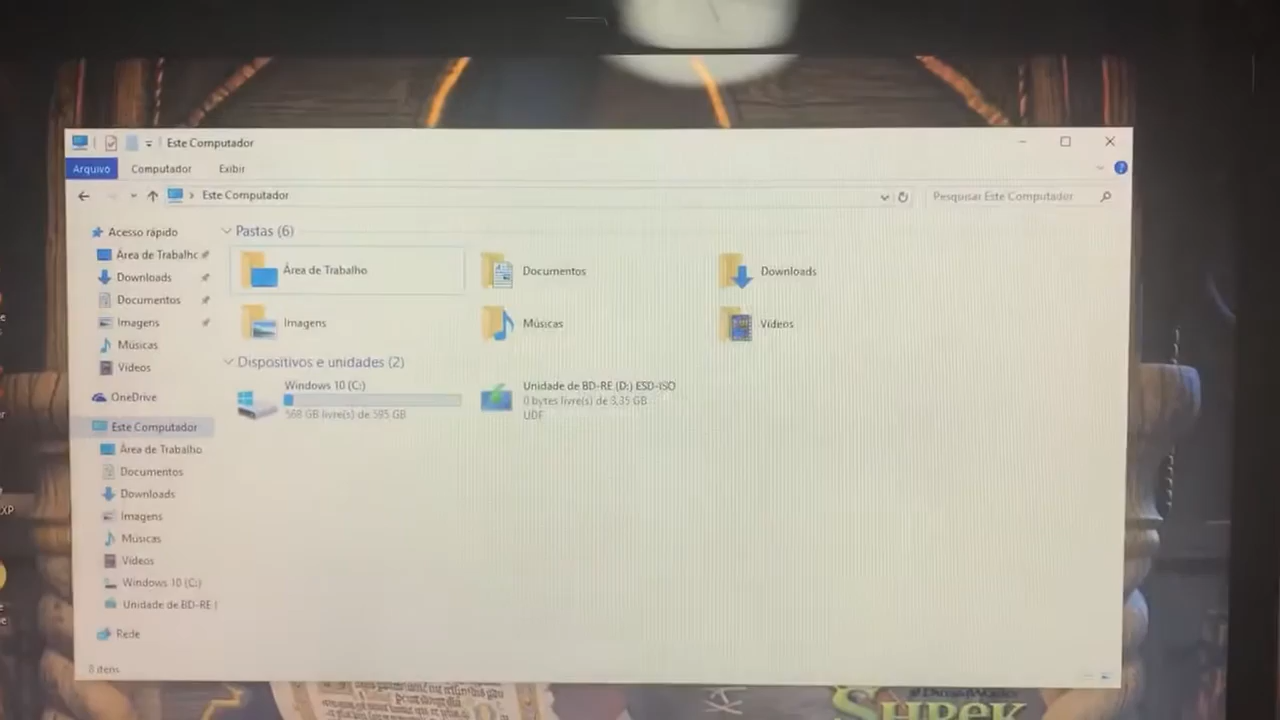 Este Computador
Arquivo Computador Exibir
Este Computador Pesquisar Este Computador
Acesso rápido
Área de Trabalho
Downloads
Documentos
Imagens
Músicas
Vídeos
OneDrive
Este Computador
Área de Trabalho
Documentos
Downloads
Imagens
Músicas
Vídeos
Windows 10 (C:)
Unidade de BD-RE (
Rede
Pastas (6)
Área de Trabalho Documentos Downloads
Imagens Músicas Vídeos
Dispositivos e unidades (2)
Windows 10 (C:)
568 GB livre(s) de 595 GB
Unidade de BD-RE (D:) ESD-ISO
0 bytes livre(s) de 3,35 GB
UDF
8 itens
XP
SHREK